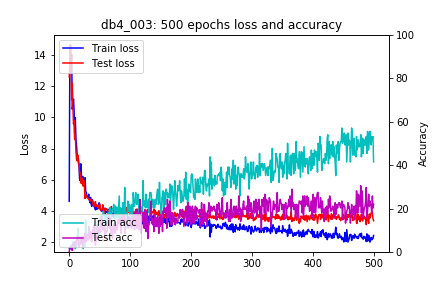 db4_003: 500 epochs loss and accuracy
Train loss
Test loss
Train acc
Test acc
Loss
14
12
10
8
6
4
2
Accuracy
100
80
60
40
20
0
0
100
200
300
400
500